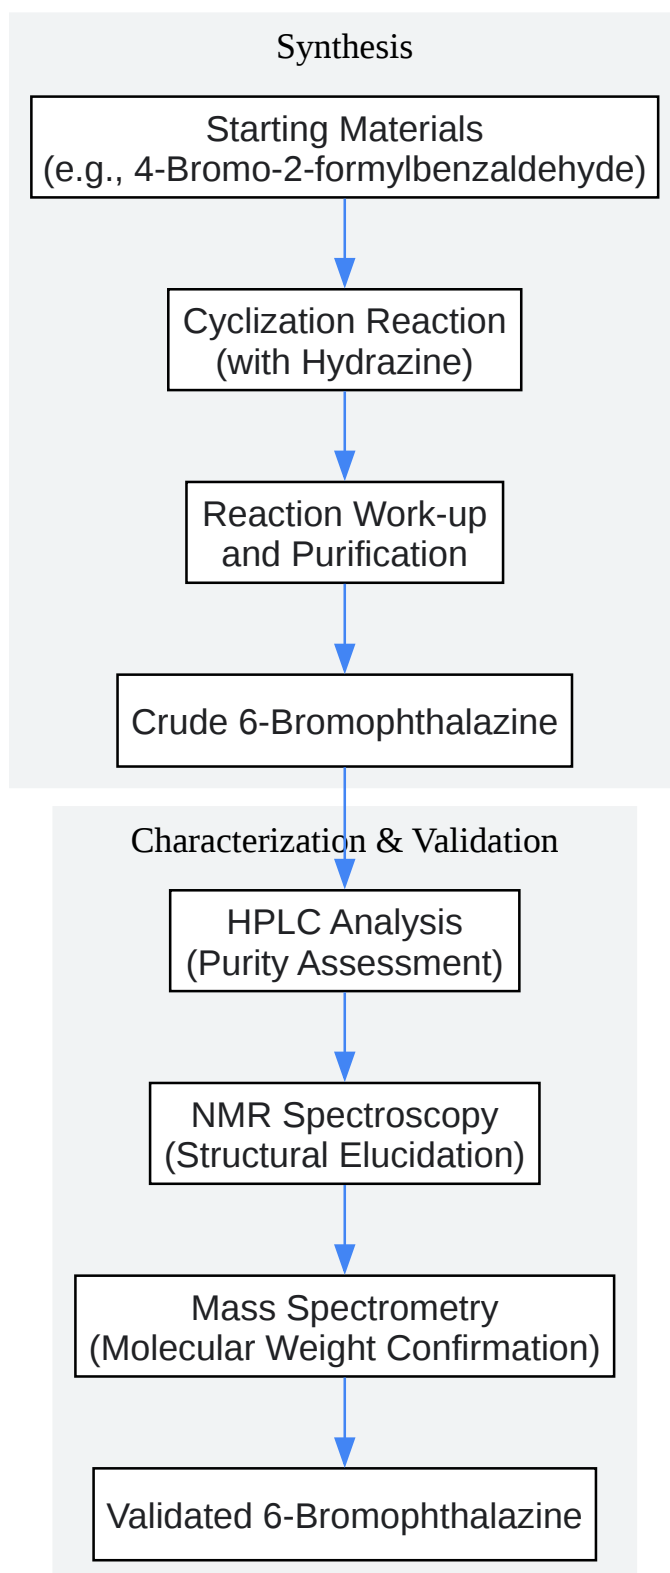 Synthesis
Starting Materials
(e.g., 4-Bromo-2-formylbenzaldehyde)
Cyclization Reaction
(with Hydrazine)
Reaction Work-up
and Purification
Crude 6-Bromophthalazine
Characterization & Validation
HPLC Analysis
(Purity Assessment)
NMR Spectroscopy
(Structural Elucidation)
Mass Spectrometry
(Molecular Weight Confirmation)
Validated 6-Bromophthalazine